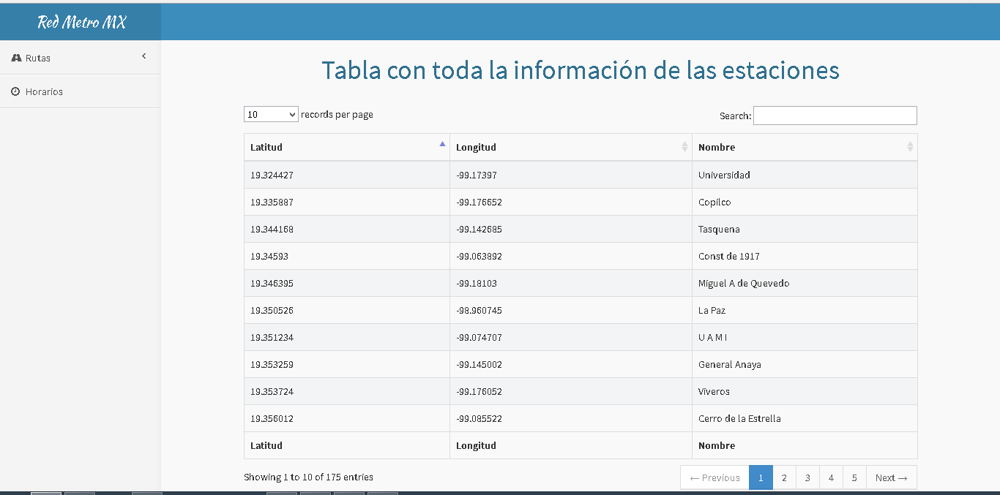 Red Metro MX
Rutas
Horarios
Tabla con toda la información de las estaciones
10 records per page Search:
Latitud Longitud Nombre
19.324427 -99.17397 Universidad
19.335887 -99.176652 Copilco
19.344168 -99.142685 Tasquena
19.34593 -99.063892 Const de 1917
19.346395 -99.18103 Miguel A de Quevedo
19.350526 -98.960745 La Paz
19.351234 -99.074707 U A M I
19.353259 -99.145002 General Anaya
19.353724 -99.176052 Viveros
19.356012 -99.085522 Cerro de la Estrella
Latitud Longitud Nombre
Showing 1 to 10 of 175 entries ← Previous 1 2 3 4 5 Next →